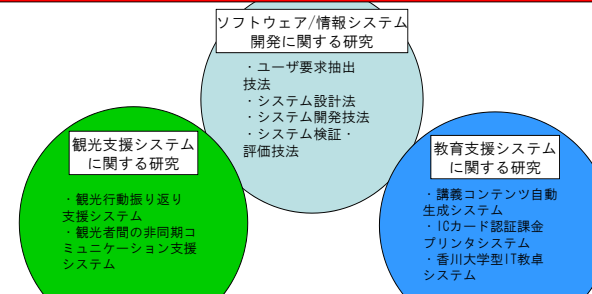 ソフトウェア/情報システム
開発に関する研究
・ユーザ要求抽出
技法
・システム設計法
・システム開発技法
・システム検証・
評価技法
観光支援システム
に関する研究
・観光行動振り返り
支援システム
・観光者間の非同期コ
ミュニケーション支援
システム
教育支援システム
に関する研究
・講義コンテンツ自動
生成システム
・ICカード認証課金
プリンタシステム
・香川大学型IT教卓
システム